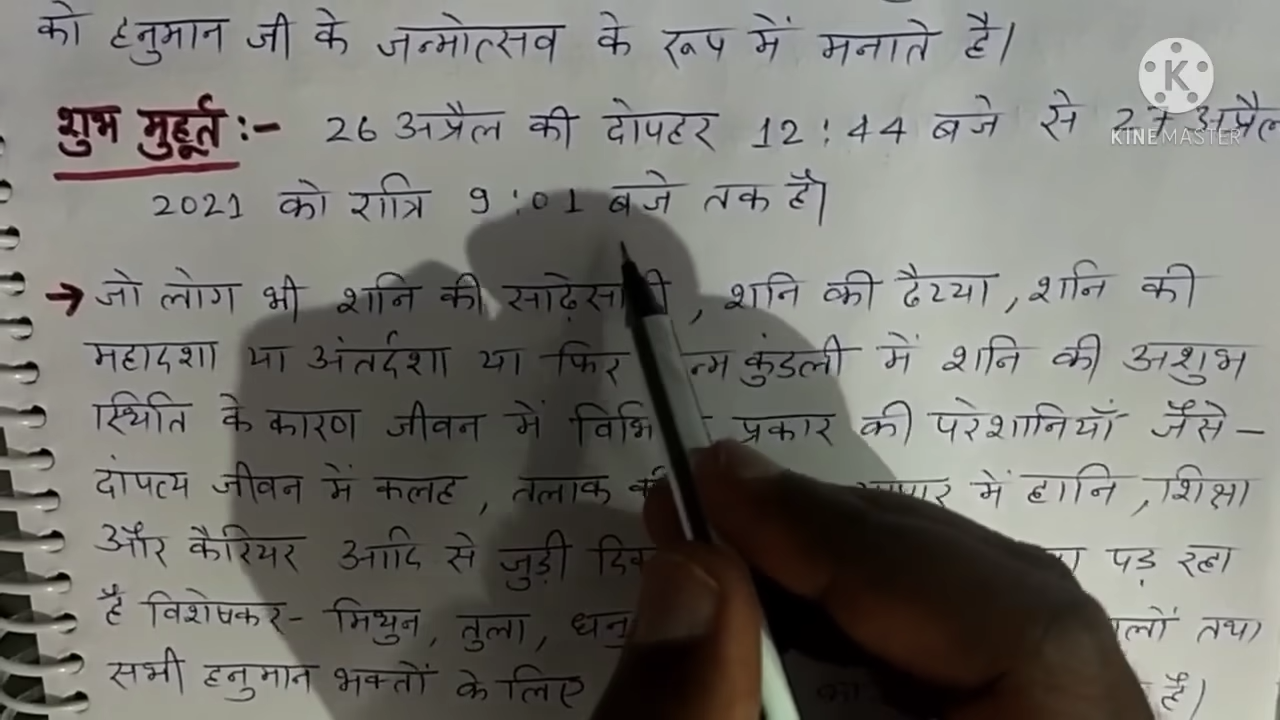 को हनुमान जी के जन्मोत्सव के रूप में मनाते है।
शुभ मुहूर्त :- 26 अप्रैल की दोपहर 12:44 बजे से 27 अप्रैल
2021 को रात्रि 9:01 बजे तक है।
→ जो लोग भी शनि की साढ़ेसाती, शनि की ढैय्या, शनि की
महादशा या अंतर्दशा या फिर कुंडली में शनि की अशुभ
स्थिति के कारण जीवन में प्रकार की परेशानियाँ जैसे -
दांपत्य जीवन में कलह, तलाक में हानि, शिक्षा
और कैरियर आदि से जुड़ी पड़ रहा
है विशेषकर - मिथुन, तुला, तथा
सभी हनुमान भक्तों के लिए है।
K
KINEMASTER